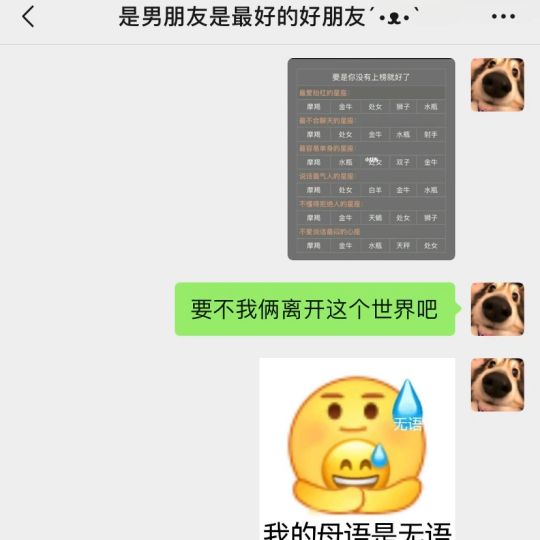 是男朋友是最好的好朋友´•ᴥ•`
要是你没有上榜就好了
最爱抬杠的星座：
摩羯 金牛 处女 狮子 水瓶
最不会聊天的星座：
摩羯 处女 金牛 水瓶 射手
最容易单身的星座：
摩羯 水瓶 处女 双子 金牛
说话最气人的星座：
摩羯 处女 白羊 金牛 水瓶
不懂得拒绝人的星座：
摩羯 金牛 天蝎 处女 狮子
不爱说话最闷的心座
摩羯 金牛 水瓶 天秤 处女
要不我俩离开这个世界吧
无语
我的母语是无语